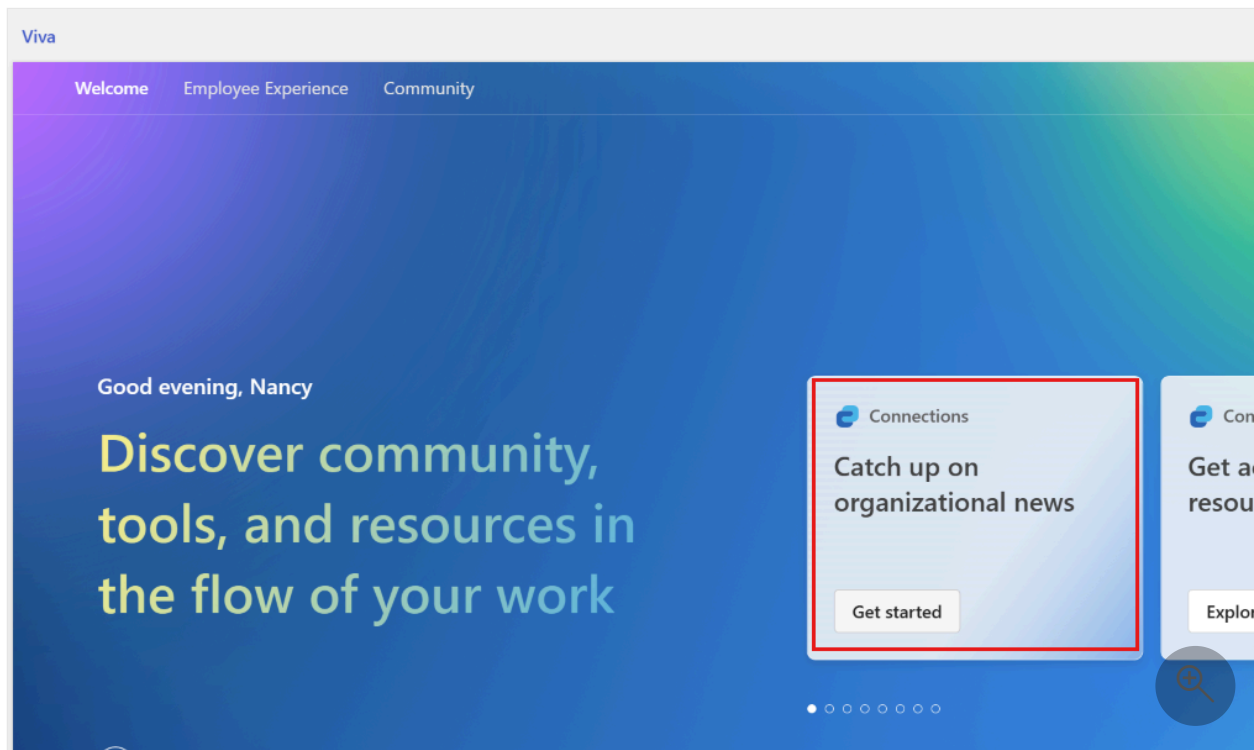 Viva
Welcome Employee Experience Community
Good evening, Nancy
Discover community,
tools, and resources in
the flow of your work
Connections
Catch up on
organizational news
Get started